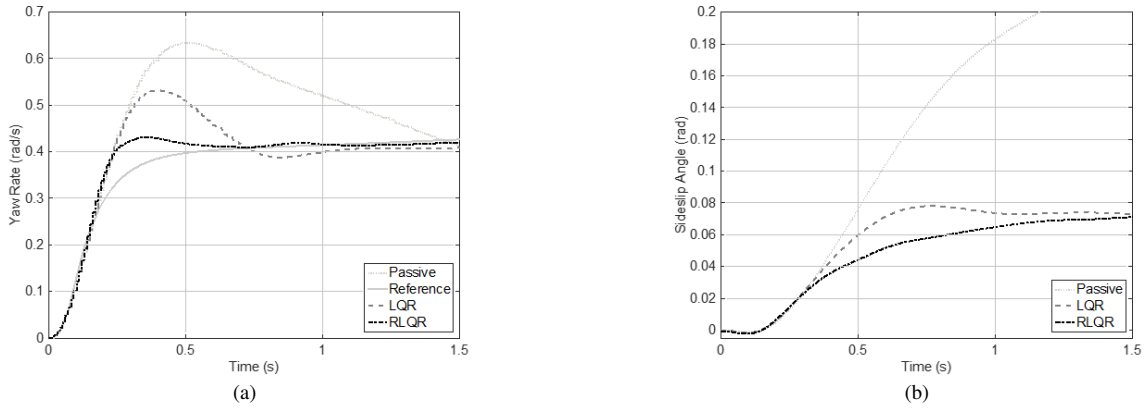 0.7
0.6
0.5
0.4
0.3
0.2
0.1
0
Yaw Rate (rad/s)
Passive
Reference
LQR
RLQR
0 0.5 1 1.5
Time (s)
(a)
0.2
0.18
0.16
0.14
0.12
0.1
0.08
0.06
0.04
0.02
0
Sideslip Angle (rad)
Passive
LQR
RLQR
0 0.5 1 1.5
Time (s)
(b)